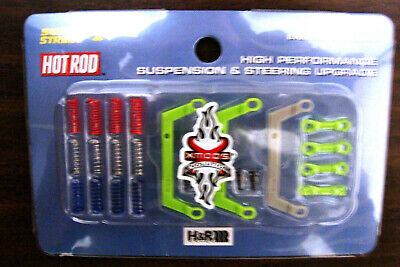 HOT ROD
HIGH PERFORMANCE
SUSPENSION & STEERING UPGRADE
XMODS
H&R